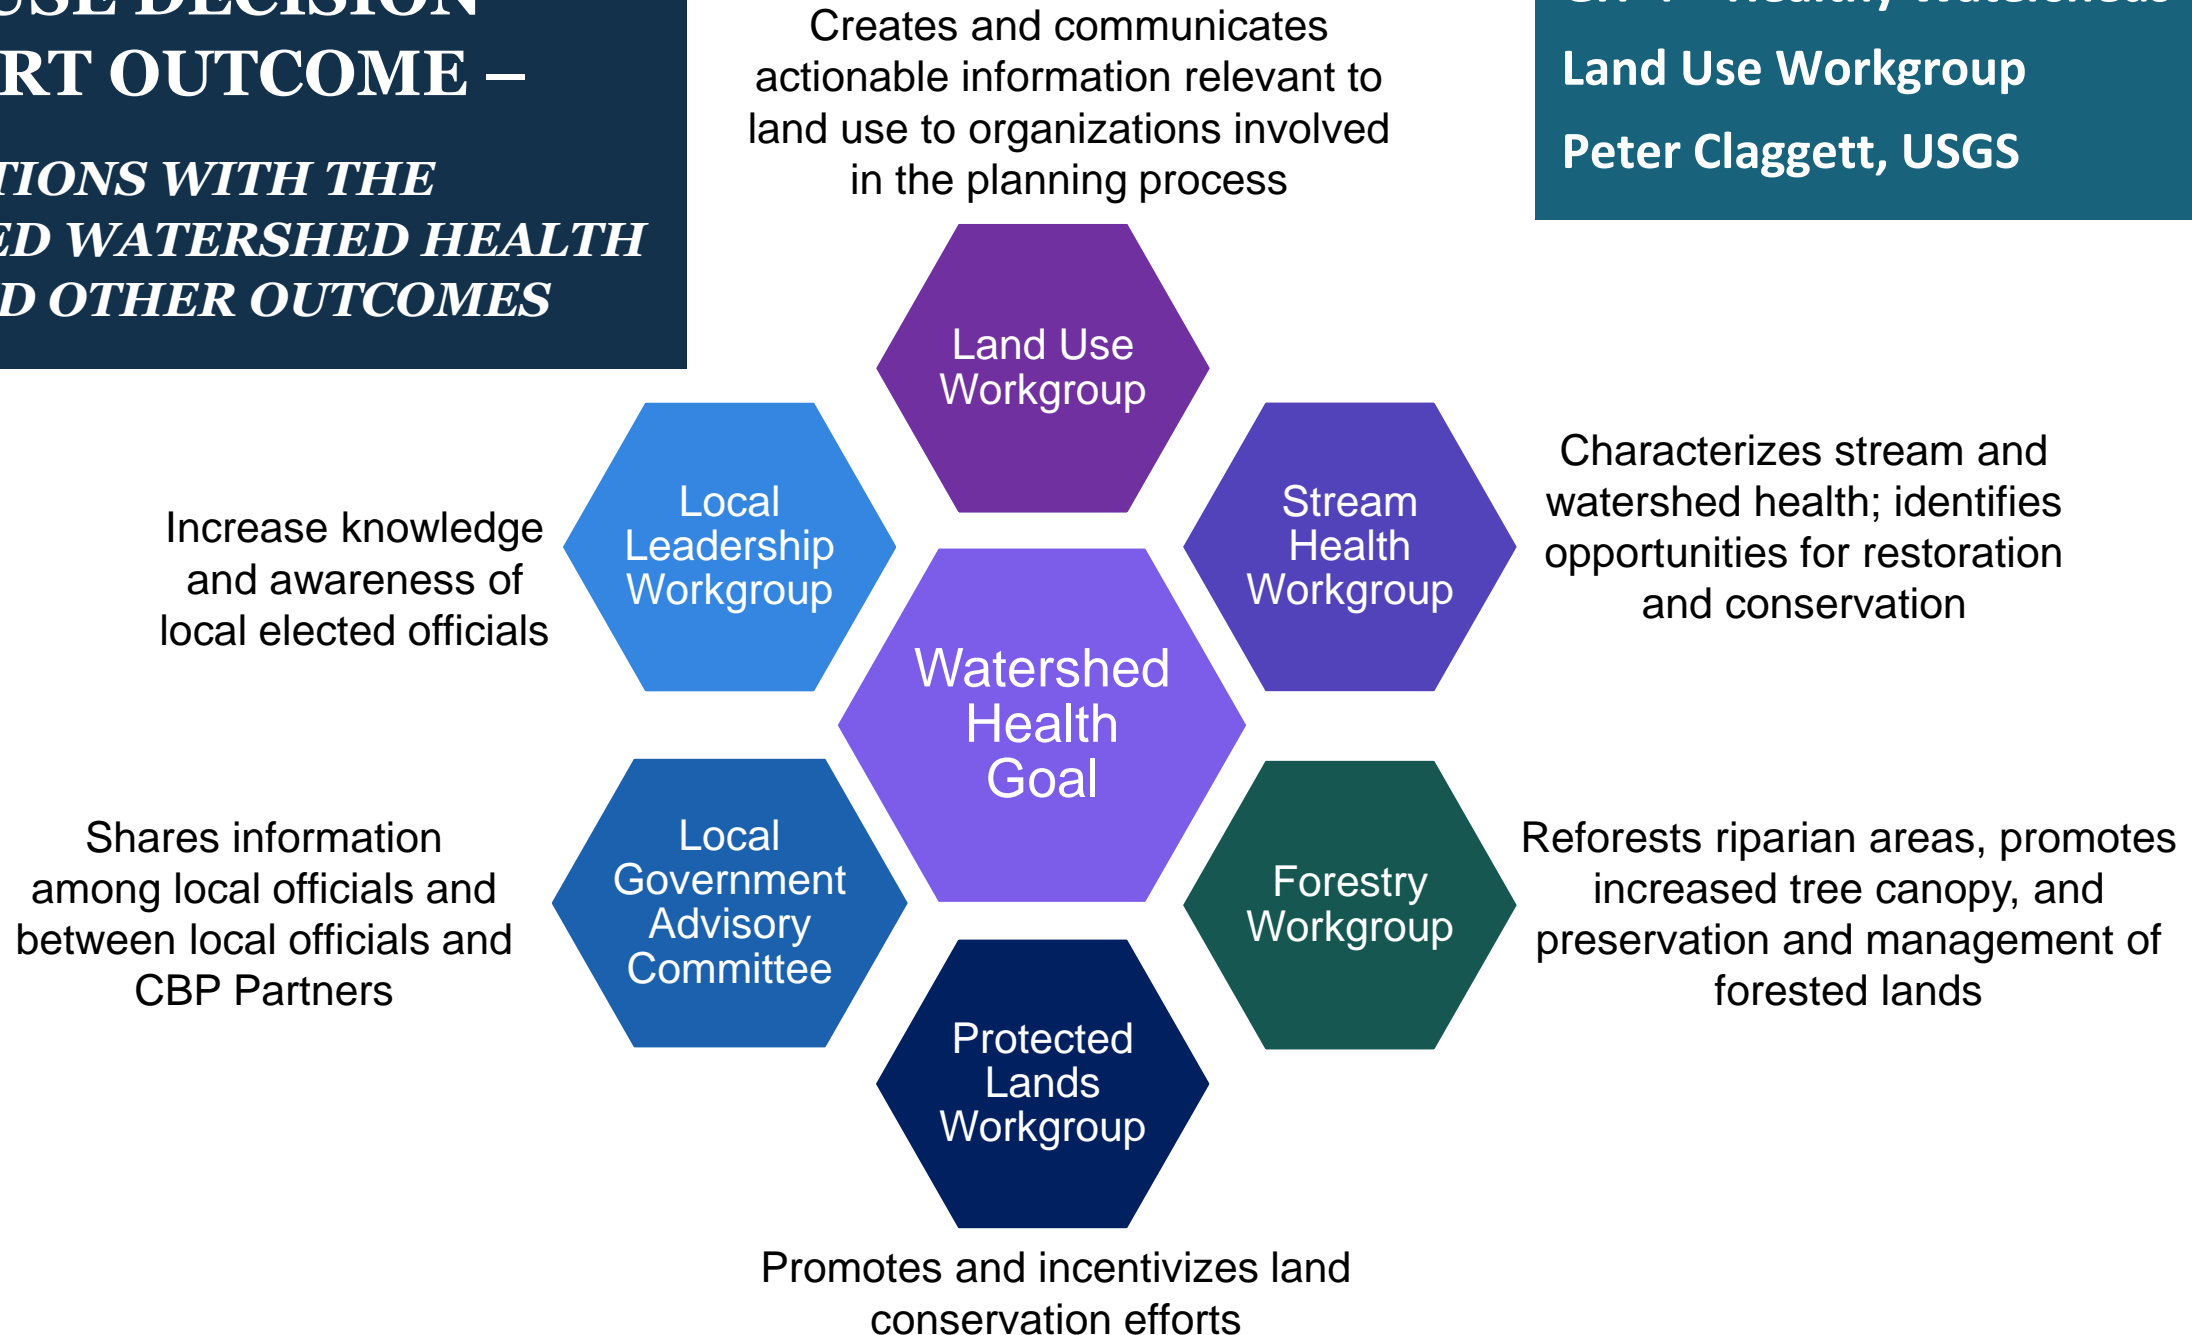 USE DECISION
RT OUTCOME –
TIONS WITH THE
ED WATERSHED HEALTH
D OTHER OUTCOMES
Creates and communicates
actionable information relevant to
land use to organizations involved
in the planning process
Healthy Watersheds
Land Use Workgroup
Peter Claggett, USGS
Land Use
Workgroup
Local
Leadership
Workgroup
Increase knowledge
and awareness of
local elected officials
Stream
Health
Workgroup
Characterizes stream and
watershed health; identifies
opportunities for restoration
and conservation
Watershed
Health
Goal
Local
Government
Advisory
Committee
Shares information
among local officials and
between local officials and
CBP Partners
Forestry
Workgroup
Reforests riparian areas, promotes
increased tree canopy, and
preservation and management of
forested lands
Protected
Lands
Workgroup
Promotes and incentivizes land
conservation efforts